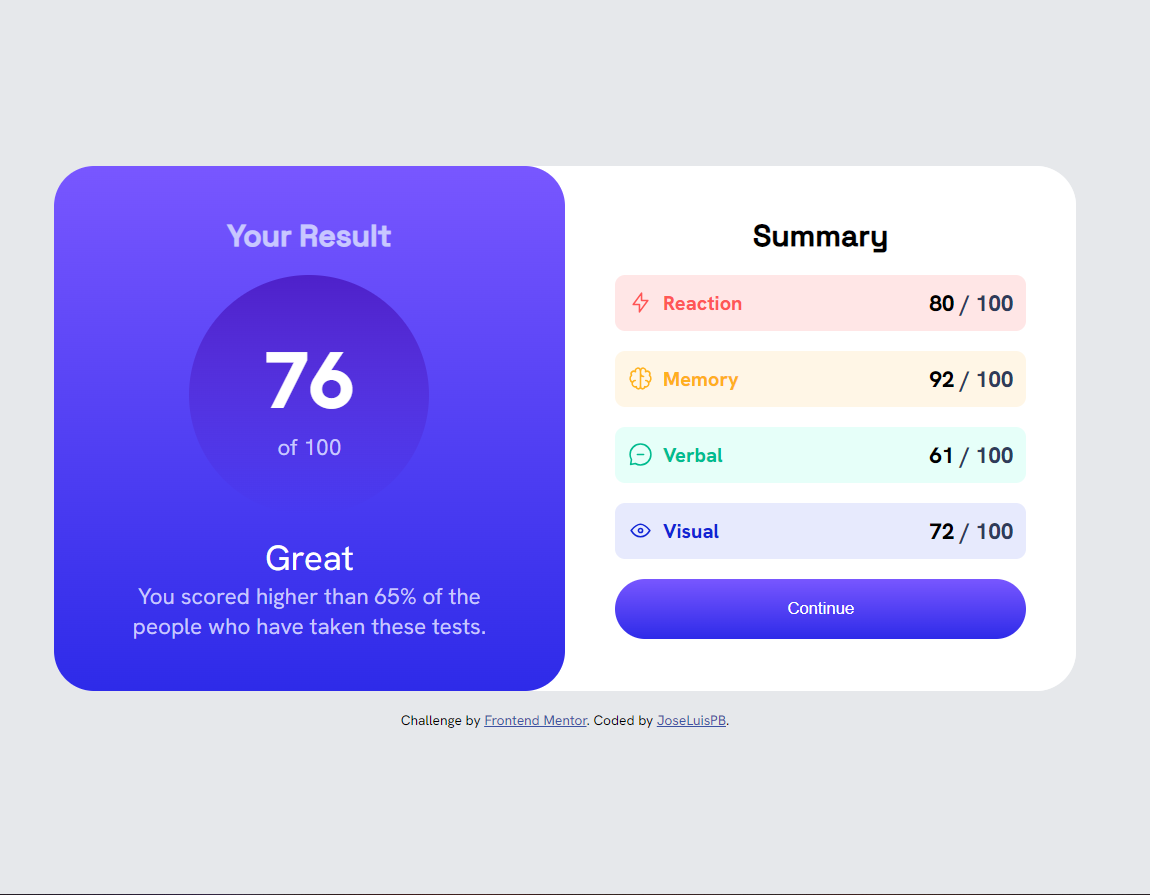 Your Result
76
of 100
Great
You scored higher than 65% of the
people who have taken these tests.
Summary
Reaction 80 / 100
Memory 92 / 100
Verbal 61 / 100
Visual 72 / 100
Continue
Challenge by Frontend Mentor. Coded by JoseLuisPB.